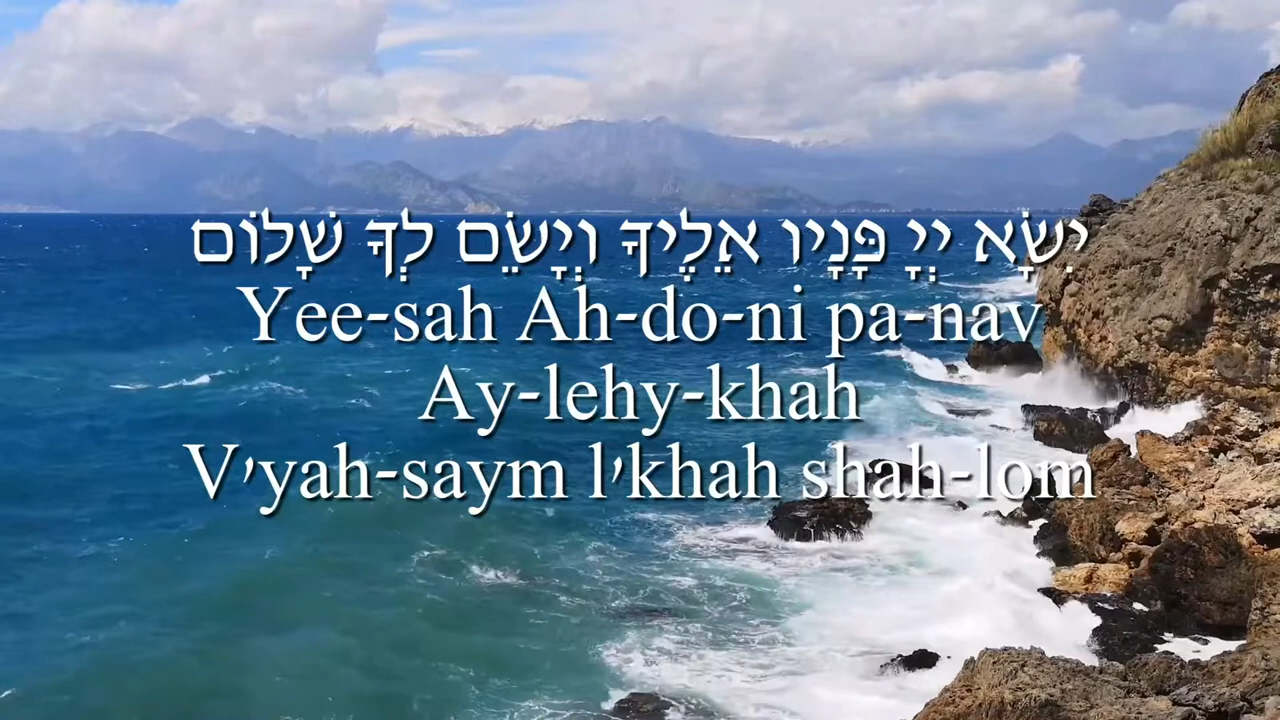 יִשָּׂא יְיָ פָּנָיו אֵלֶיךָ וְיָשֵׂם לְךָ שָׁלוֹם
Yee-sah Ah-do-ni pa-nav
Ay-lehy-khah
V׳yah-saym l׳khah shah-lom